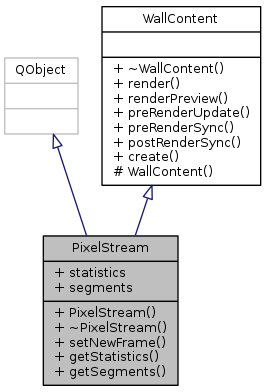 WallContent
+ ~WallContent()
+ render()
+ renderPreview()
+ preRenderUpdate()
+ preRenderSync()
+ postRenderSync()
+ create()
# WallContent()
QObject
PixelStream
+ statistics
+ segments
+ PixelStream()
+ ~PixelStream()
+ setNewFrame()
+ getStatistics()
+ getSegments()